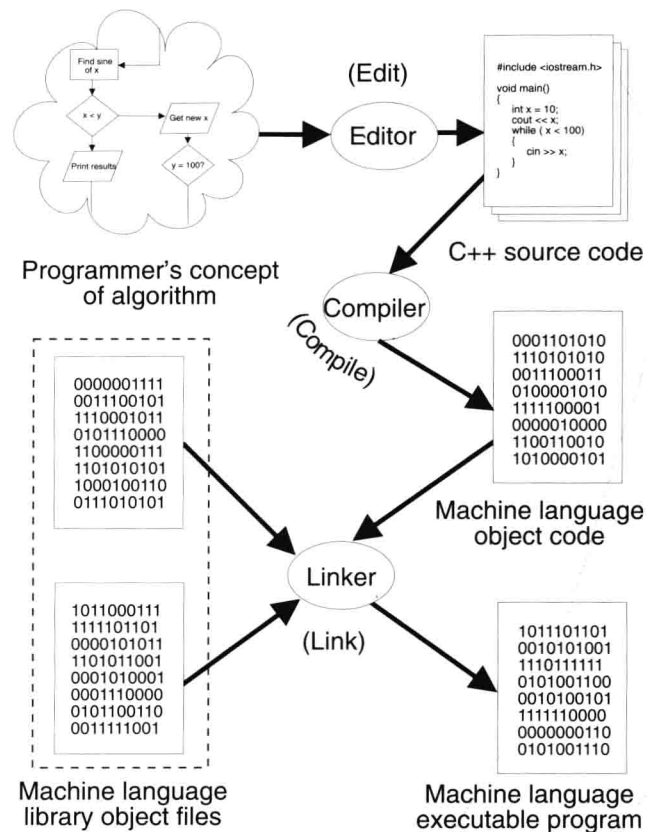 Find sine
of x
x < y
Get new x
Print results
y = 100?
Programmer's concept
of algorithm
(Edit)
Editor
#include <iostream.h>
void main()
{
int x = 10;
cout << x;
while ( x < 100)
{
cin >> x;
}
}
C++ source code
Compiler
(Compile)
0001101010
1110101010
0011100011
0100001010
1111100001
0000010000
1100110010
1010000101
Machine language
object code
0000001111
0011100101
1110001011
0101110000
1100000111
1101010101
1000100110
0111010101
1011000111
1111101101
0000101011
1101011001
0001010001
0001110000
0101100110
0011111001
Machine language
library object files
Linker
(Link)
1011101101
0010101001
1110111111
0101001100
0010100101
1111110000
0000000110
0101001110
Machine language
executable program